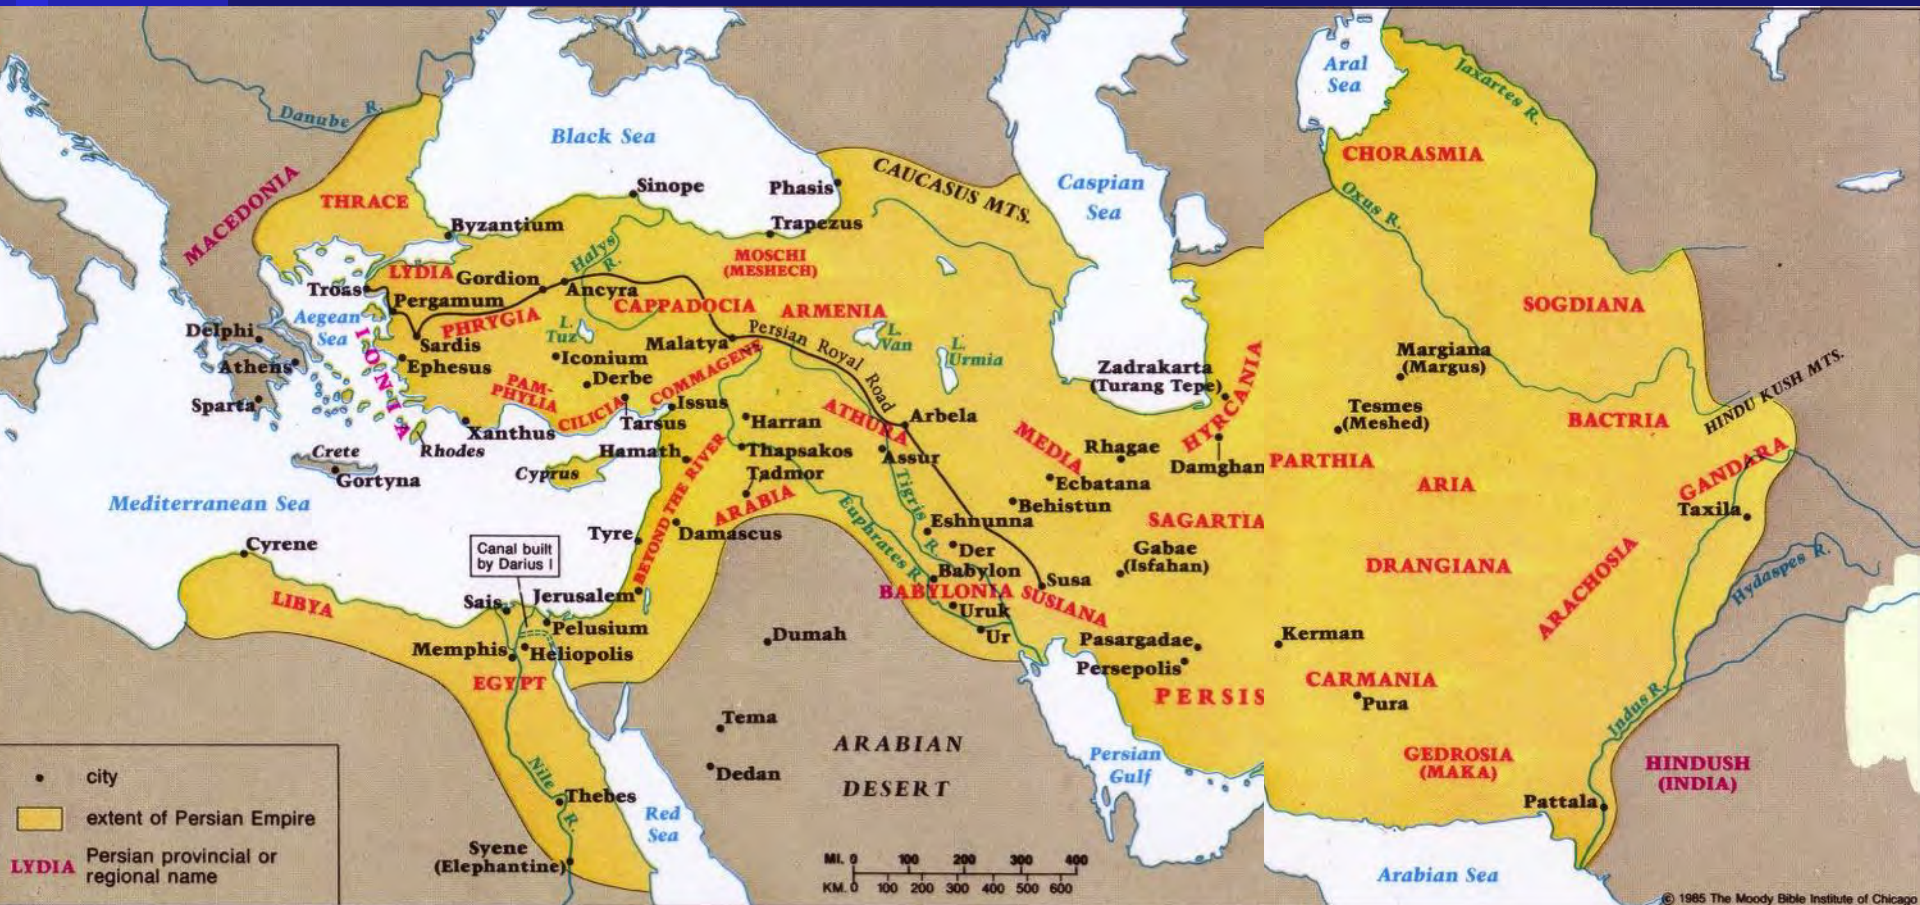 Aral
Sea
Jaxartes R.
Danube R.
Black Sea
CHORASMIA
MACEDONIA
THRACE
Sinope
Phasis
CAUCASUS MTS.
Caspian
Sea
Oxus R.
Byzantium
Trapezus
Halys
R.
MOSCHI
(MESHECH)
LYDIA
Gordion
Ancyra
Troas
Pergamum
CAPPADOCIA
ARMENIA
SOGDIANA
Aegean
Sea
PHRYGIA
L.
Tuz
Persian Royal Road
L.
Van
L.
Urmia
Delphi
Sardis
Malatya
Margiana
(Margus)
HINDU KUSH MTS.
Athens
IONIA
Ephesus
Iconium
Derbe
COMMAGENE
Zadrakarta
(Turang Tepe)
HYRCANIA
Sparta
PAM-
PHYLIA
CILICIA
Tarsus
Issus
Harran
ATHURA
Arbela
Tesmes
(Meshed)
BACTRIA
Xanthus
Crete
Rhodes
Hamath
Thapsakos
Assur
MEDIA
Rhagae
Damghan
PARTHIA
GANDARA
Gortyna
Cyprus
Tadmor
Ecbatana
ARIA
Mediterranean Sea
BEYOND THE RIVER
ARABIA
Euphrates R.
Tigris
R.
Behistun
Taxila
Tyre
Damascus
Eshnunna
SAGARTIA
Cyrene
Canal built
by Darius I
Der
Gabae
(Isfahan)
DRANGIANA
ARACHOSIA
Hydaspes R.
Babylon
Susa
LIBYA
Sais
Jerusalem
BABYLONIA
SUSIANA
Uruk
Pelusium
Dumah
Ur
Pasargadae
Kerman
Memphis
Heliopolis
Persepolis
EGYPT
PERSIS
CARMANIA
Pura
Indus R.
Tema
ARABIAN
DESERT
Persian
Gulf
GEDROSIA
(MAKA)
HINDUSH
(INDIA)
Dedan
Nile
R.
Thebes
Red
Sea
Pattala
Syene
(Elephantine)
Arabian Sea
city
extent of Persian Empire
LYDIA Persian provincial or
regional name
MI. 0 100 200 300 400
KM. 0 100 200 300 400 500 600
© 1985 The Moody Bible Institute of Chicago